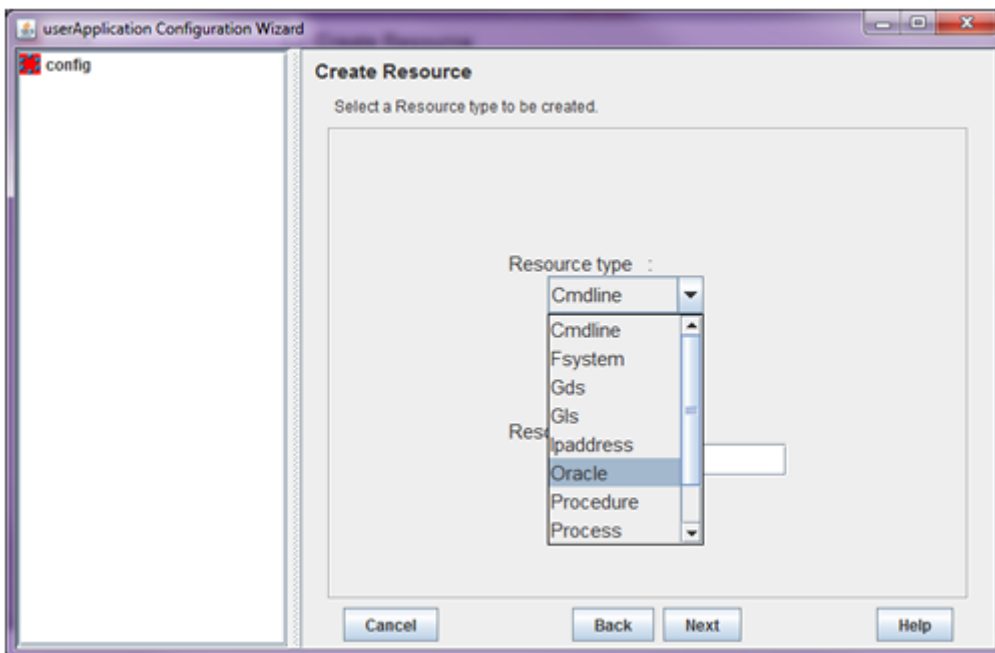 userApplication Configuration Wizard
config
Create Resource
Select a Resource type to be created.
Resource type :
Cmdline
Cmdline
Fsystem
Gds
Gls
Ipaddress
Oracle
Procedure
Process
Cancel
Back
Next
Help